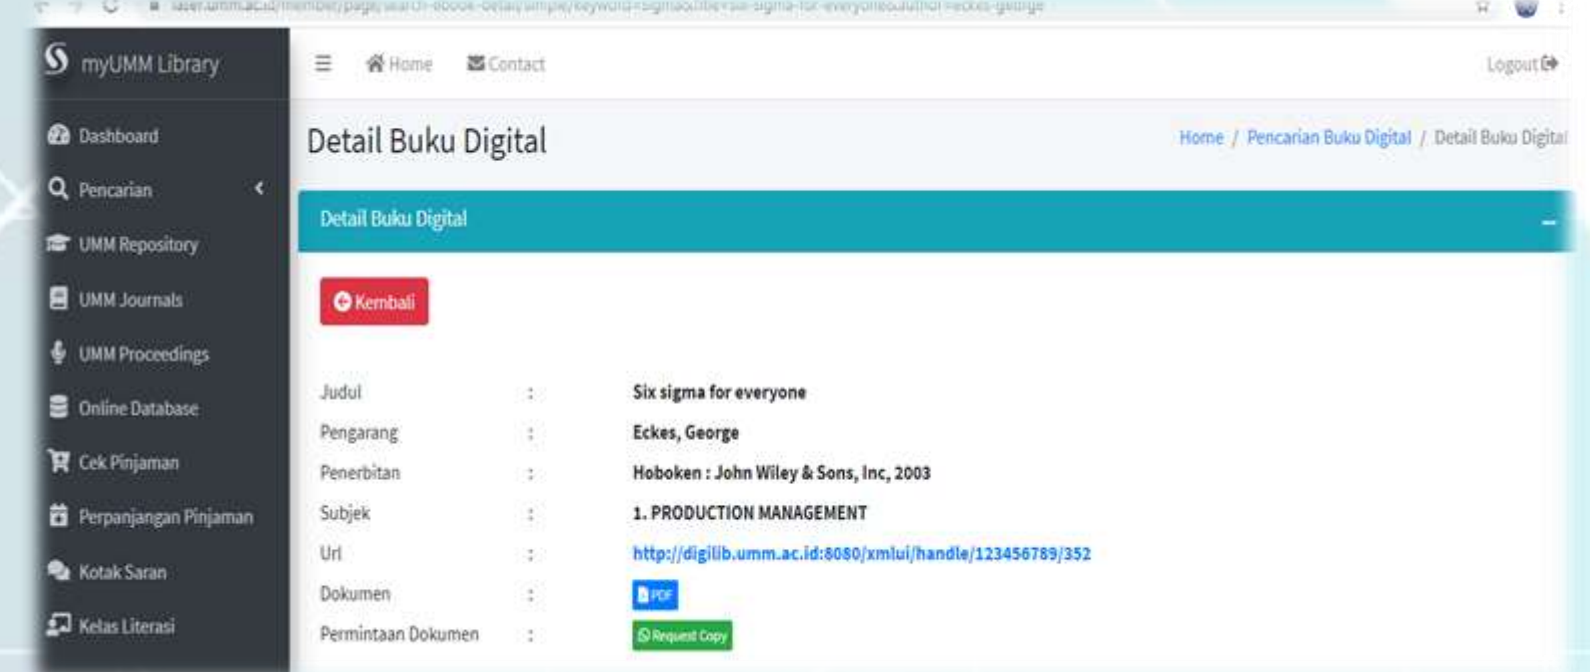 myUMM Library
Home Contact Logout
Detail Buku Digital
Home / Pencarian Buku Digital / Detail Buku Digital
Dashboard
Pencarian
UMM Repository
UMM Journals
UMM Proceedings
Online Database
Cek Pinjaman
Perpanjangan Pinjaman
Kotak Saran
Kelas Literasi
Detail Buku Digital
Kembali
Judul : Six sigma for everyone
Pengarang : Eckes, George
Penerbitan : Hoboken : John Wiley & Sons, Inc, 2003
Subjek : 1. PRODUCTION MANAGEMENT
Url : http://digilib.umm.ac.id:8080/xmlui/handle/123456789/352
Dokumen : PDF
Permintaan Dokumen : Request Copy